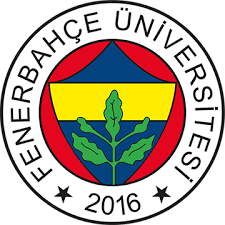 FENERBAHÇE ÜNİVERSİTESİ
★ 2016 ★